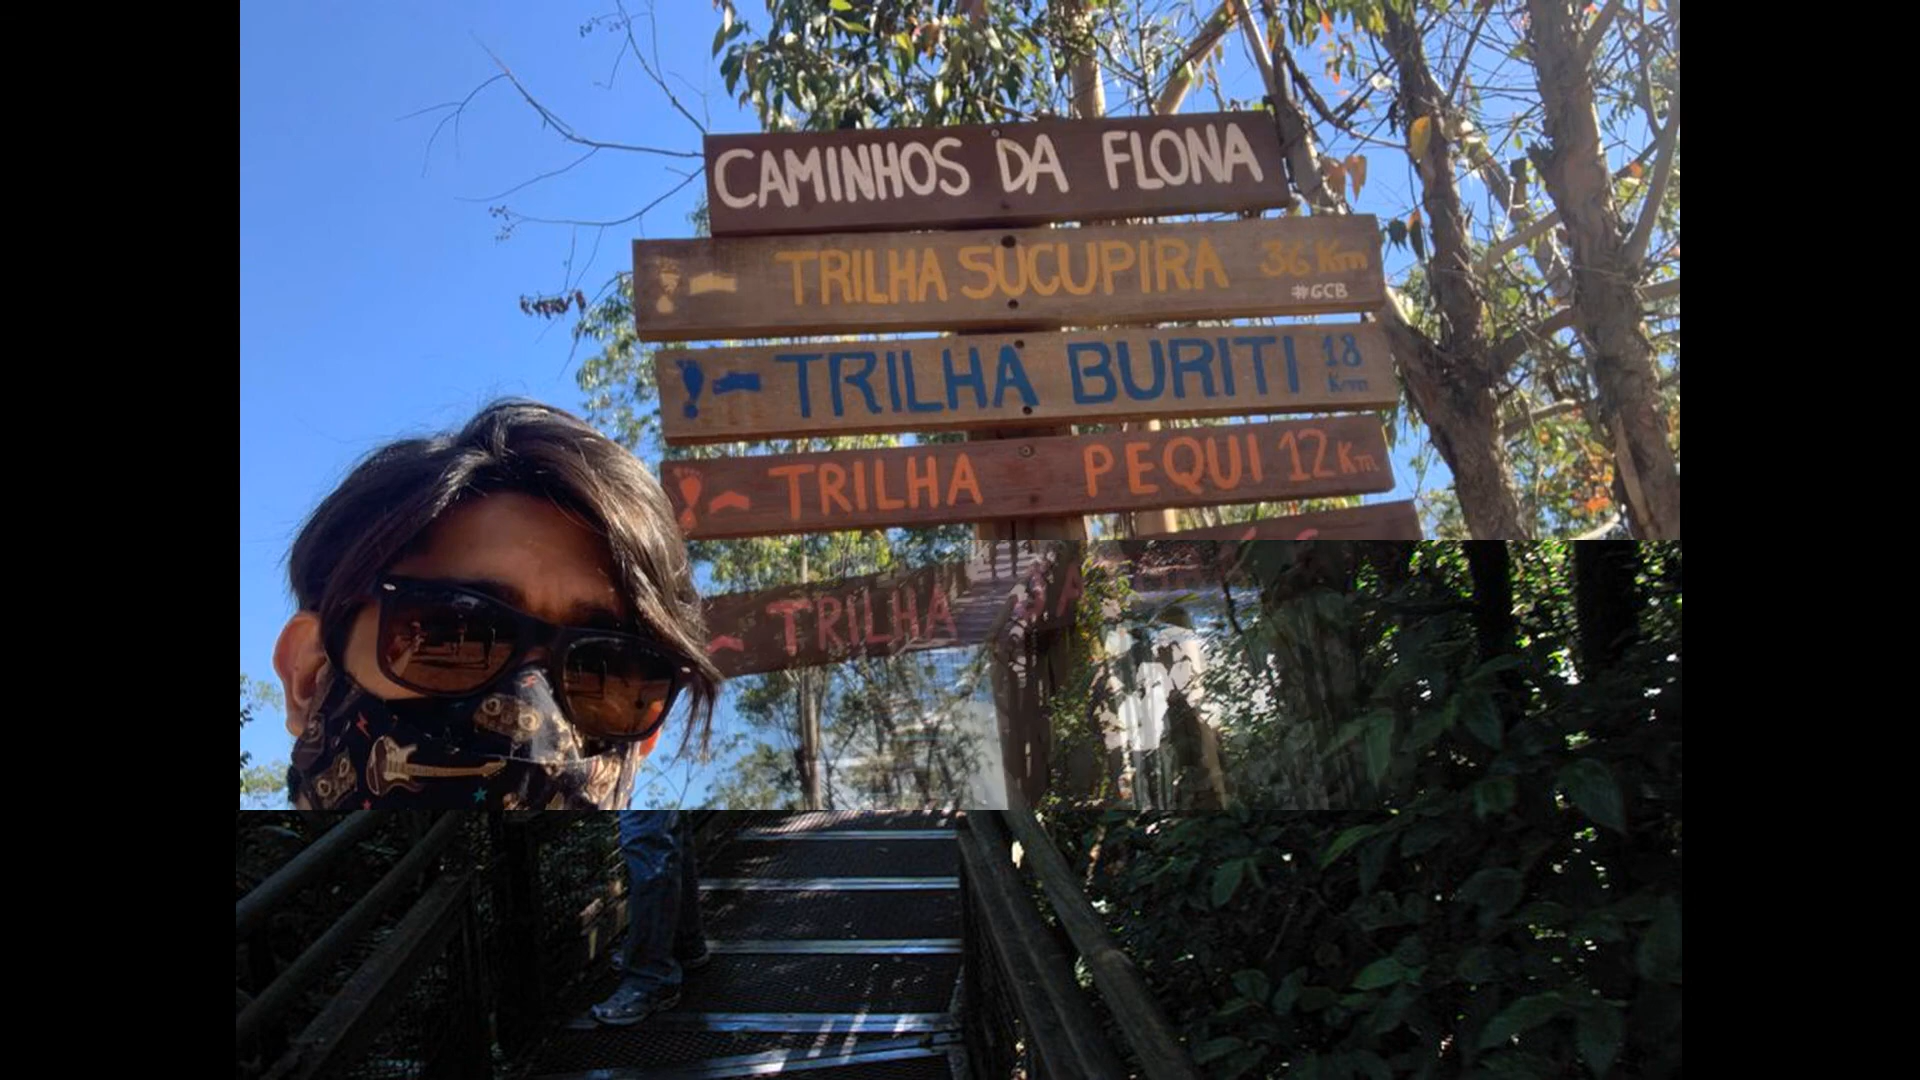 CAMINHOS DA FLONA
TRILHA SUCUPIRA 36 Km
#GCB
TRILHA BURITI 18 Km
TRILHA PEQUI 12 Km
TRILHA